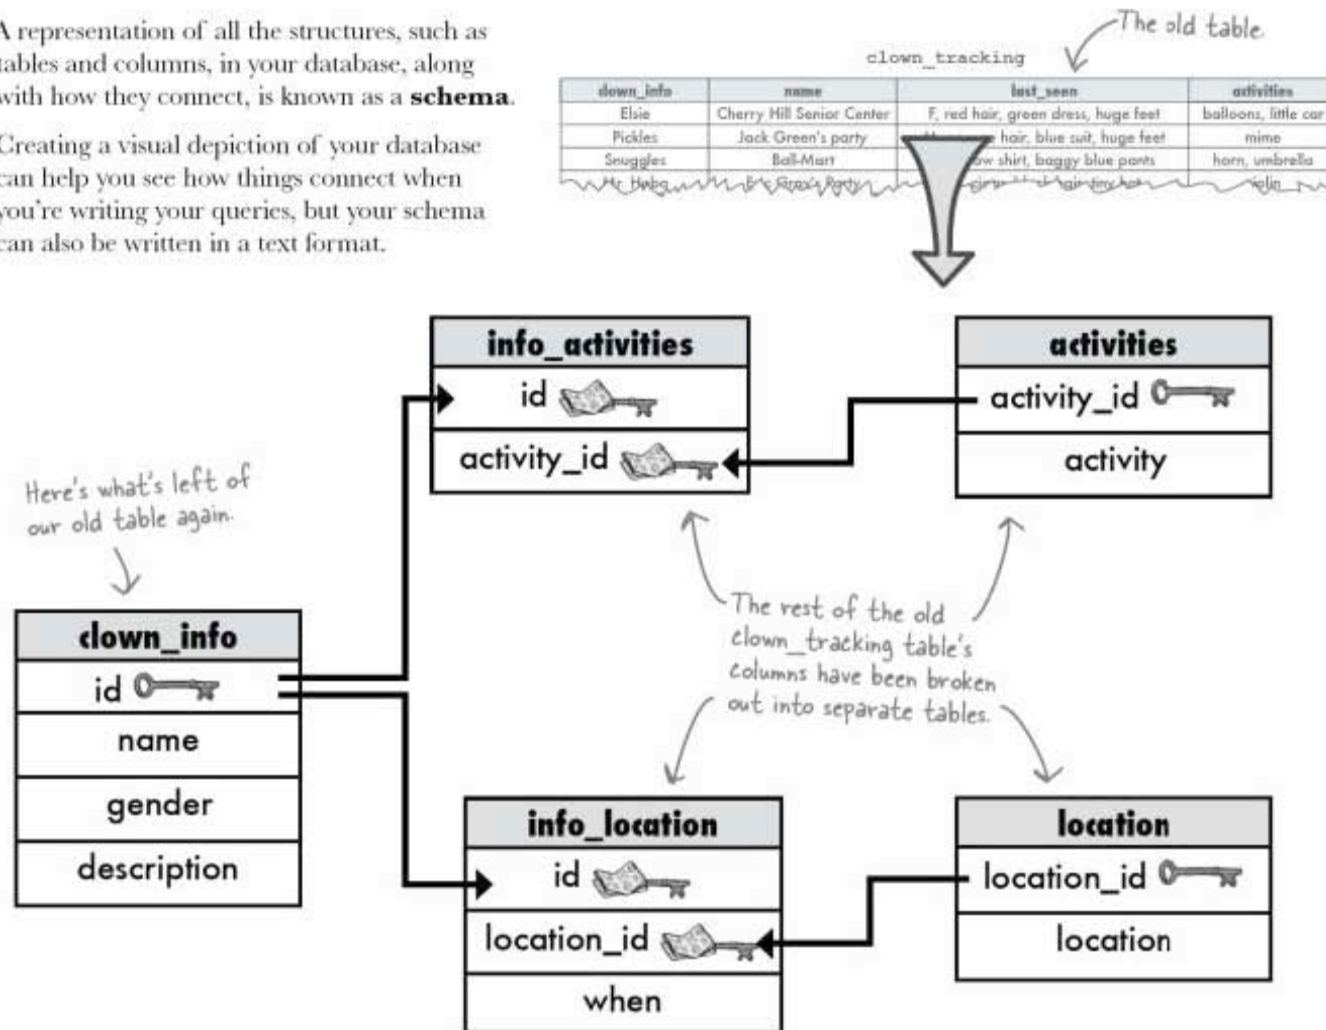 A representation of all the structures, such as
tables and columns, in your database, along
with how they connect, is known as a schema.
Creating a visual depiction of your database
can help you see how things connect when
you're writing your queries, but your schema
can also be written in a text format.
The old table.
clown_tracking
clown_info name last_seen activities
Elsie Cherry Hill Senior Center F, red hair, green dress, huge feet balloons, little car
Pickles Jack Green's party hair, blue suit, huge feet mime
Snuggles Ball-Mart shirt, baggy blue pants horn, umbrella
info_activities
id
activity_id
activities
activity_id
activity
Here's what's left of
our old table again.
clown_info
id
name
gender
description
The rest of the old
clown_tracking table's
columns have been broken
out into separate tables.
info_location
id
location_id
when
location
location_id
location